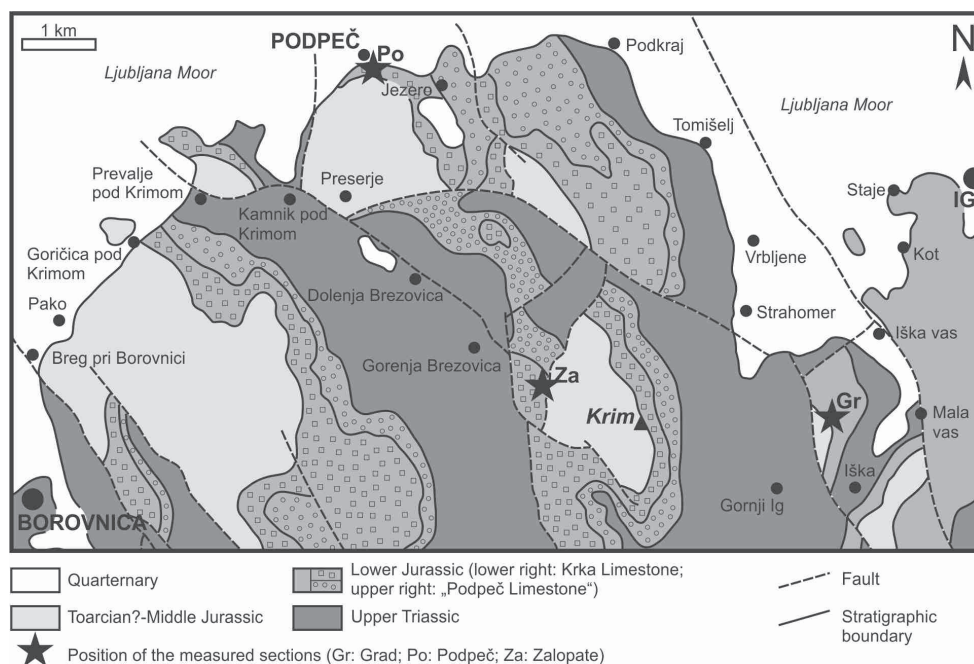 1 km
PODPEČ
Po
Jezero
Podkraj
N
Ljubljana Moor
Ljubljana Moor
Tomišelj
Prevalje
pod Krimom
Preserje
Kamnik pod
Krimom
Staje
IG
Goričica pod
Krimom
Vrbljene
Kot
Pako
Dolenja Brezovica
Strahomer
Breg pri Borovnici
Gorenja Brezovica
Iška vas
Za
Krim
Gr
Mala
vas
Iška
Gornji Ig
BOROVNICA
Quarternary
Toarcian?-Middle Jurassic
Lower Jurassic (lower right: Krka Limestone;
upper right: „Podpeč Limestone“)
Upper Triassic
Fault
Stratigraphic
boundary
Position of the measured sections (Gr: Grad; Po: Podpeč; Za: Zalopate)